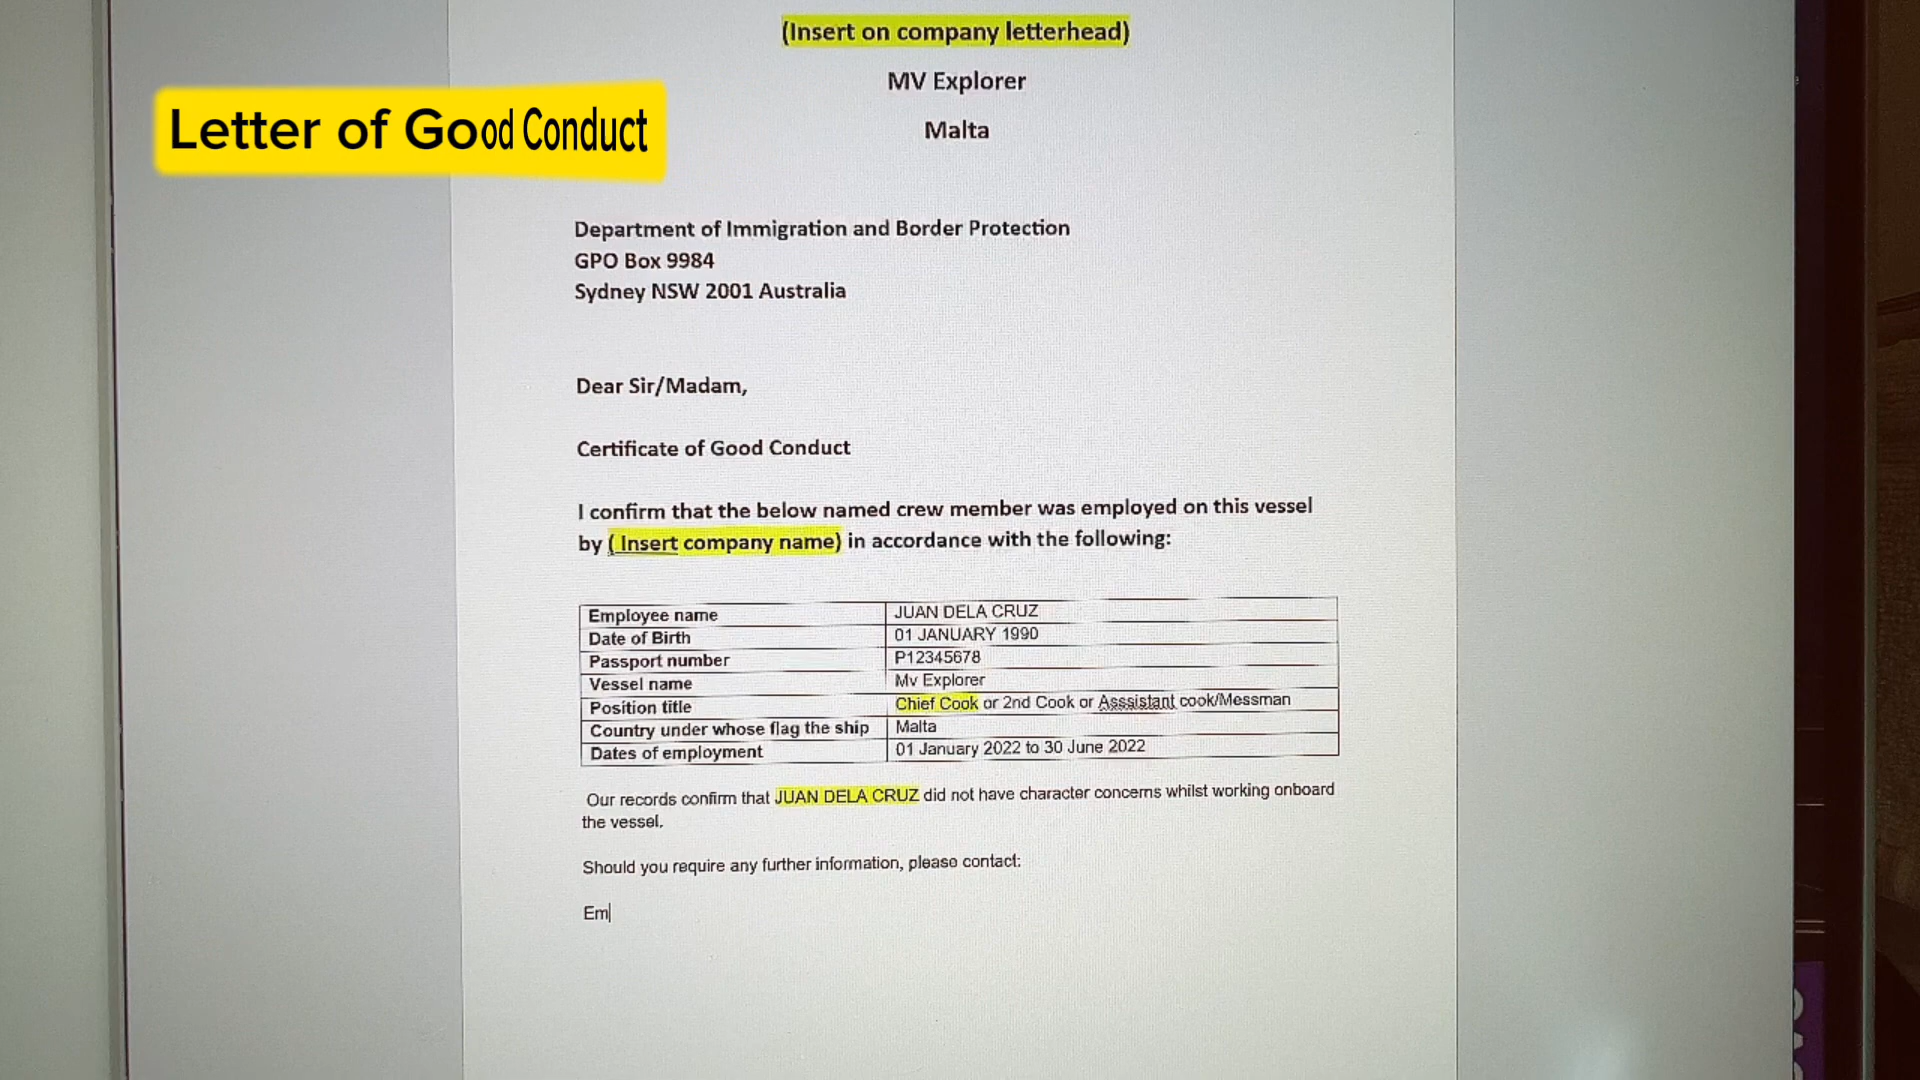 (Insert on company letterhead)
MV Explorer
Malta
Letter of Good Conduct
Department of Immigration and Border Protection
GPO Box 9984
Sydney NSW 2001 Australia
Dear Sir/Madam,
Certificate of Good Conduct
I confirm that the below named crew member was employed on this vessel
by ( Insert company name) in accordance with the following:
Employee name JUAN DELA CRUZ
Date of Birth 01 JANUARY 1990
Passport number P12345678
Vessel name Mv Explorer
Position title Chief Cook or 2nd Cook or Asssistant cook/Messman
Country under whose flag the ship Malta
Dates of employment 01 January 2022 to 30 June 2022
Our records confirm that JUAN DELA CRUZ did not have character concerns whilst working onboard
the vessel.
Should you require any further information, please contact:
Em